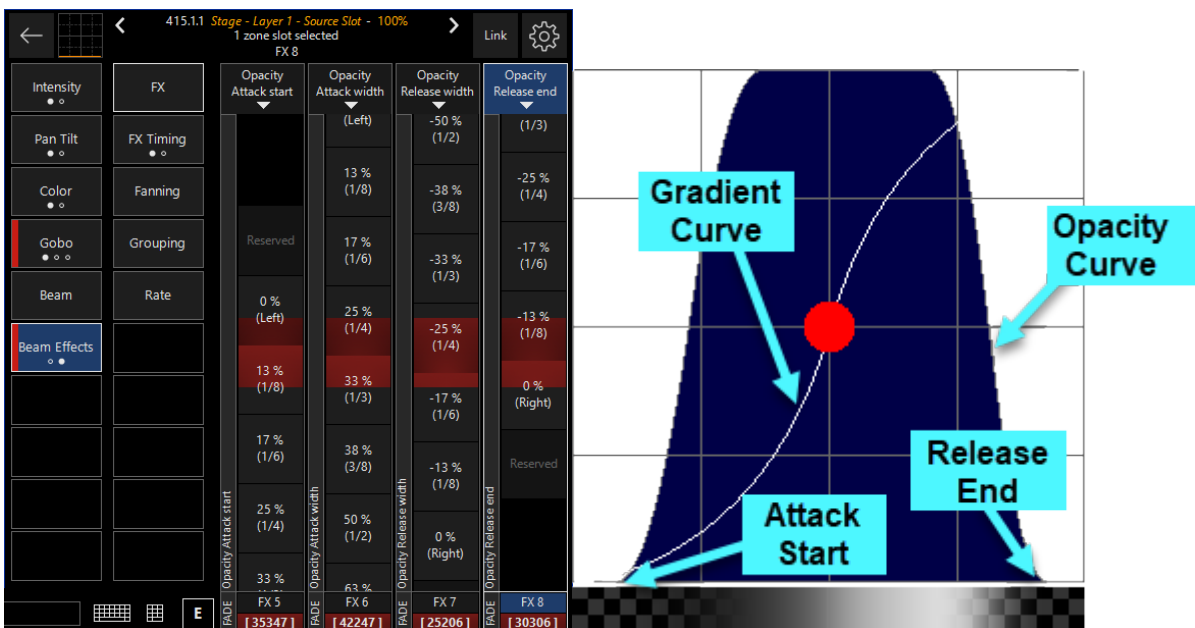 415.1.1 Stage - Layer 1 - Source Slot - 100%
1 zone slot selected
FX 8
Link
Intensity
Pan Tilt
Color
Gobo
Beam
Beam Effects
FX
FX Timing
Fanning
Grouping
Rate
Opacity
Attack start
Reserved
0 %
(Left)
13 %
(1/8)
17 %
(1/6)
25 %
(1/4)
33 %
Opacity Attack start
FADE
FX 5
[ 35347 ]
Opacity
Attack width
(Left)
13 %
(1/8)
17 %
(1/6)
25 %
(1/4)
33 %
(1/3)
38 %
(3/8)
50 %
(1/2)
63 %
Opacity Attack width
FADE
FX 6
[ 42247 ]
Opacity
Release width
-50 %
(1/2)
-38 %
(3/8)
-33 %
(1/3)
-25 %
(1/4)
-17 %
(1/6)
-13 %
(1/8)
0 %
(Right)
Opacity Release width
FADE
FX 7
[ 25206 ]
Opacity
Release end
(1/3)
-25 %
(1/4)
-17 %
(1/6)
-13 %
(1/8)
0 %
(Right)
Reserved
Opacity Release end
FADE
FX 8
[ 30306 ]
E
Gradient
Curve
Opacity
Curve
Release
End
Attack
Start